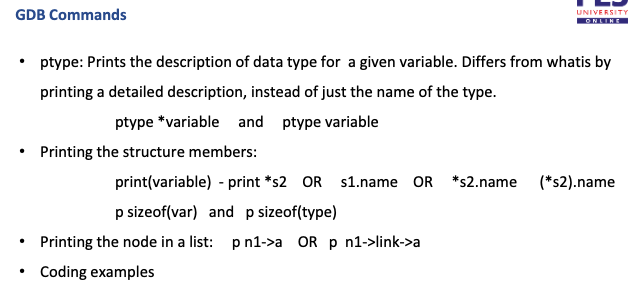 GDB Commands
PES
UNIVERSITY
ONLINE
• ptype: Prints the description of data type for a given variable. Differs from whatis by
printing a detailed description, instead of just the name of the type.
ptype *variable and ptype variable
• Printing the structure members:
print(variable) - print *s2 OR s1.name OR *s2.name (*s2).name
p sizeof(var) and p sizeof(type)
• Printing the node in a list: p n1->a OR p n1->link->a
• Coding examples